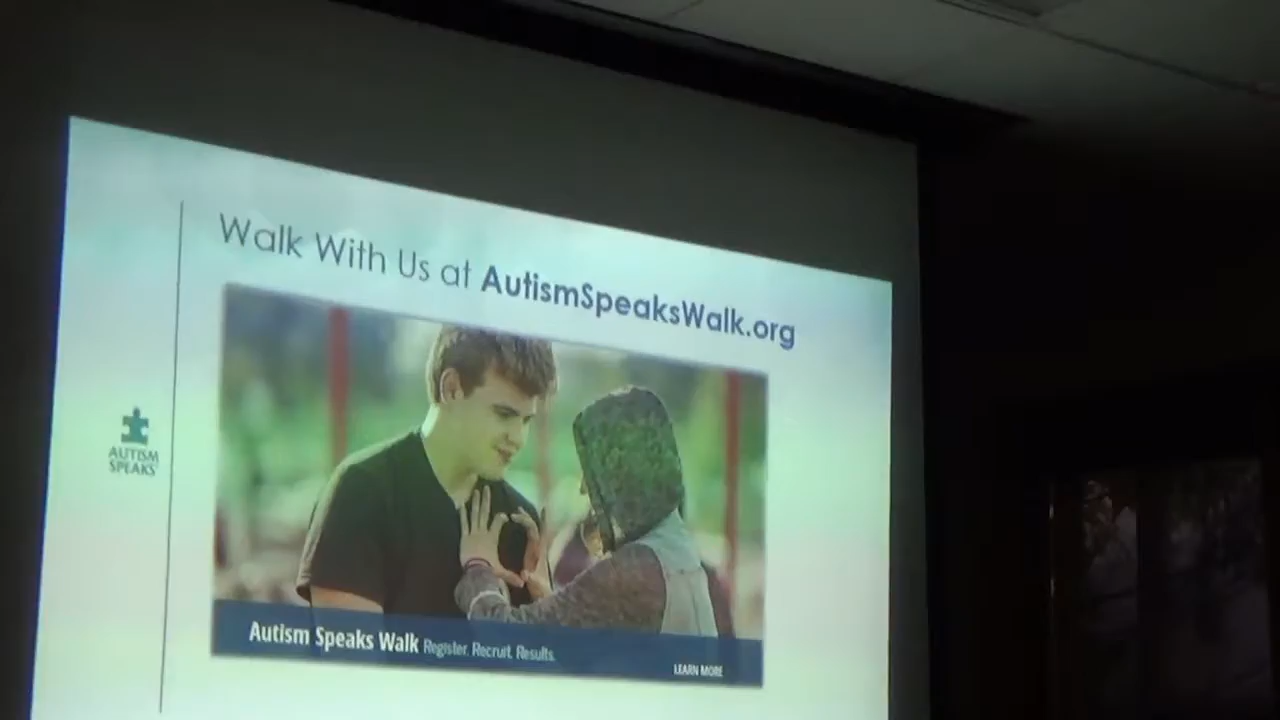 Walk With Us at AutismSpeaksWalk.org
AUTISM
SPEAKS
Autism Speaks Walk Register. Recruit. Results.
LEARN MORE